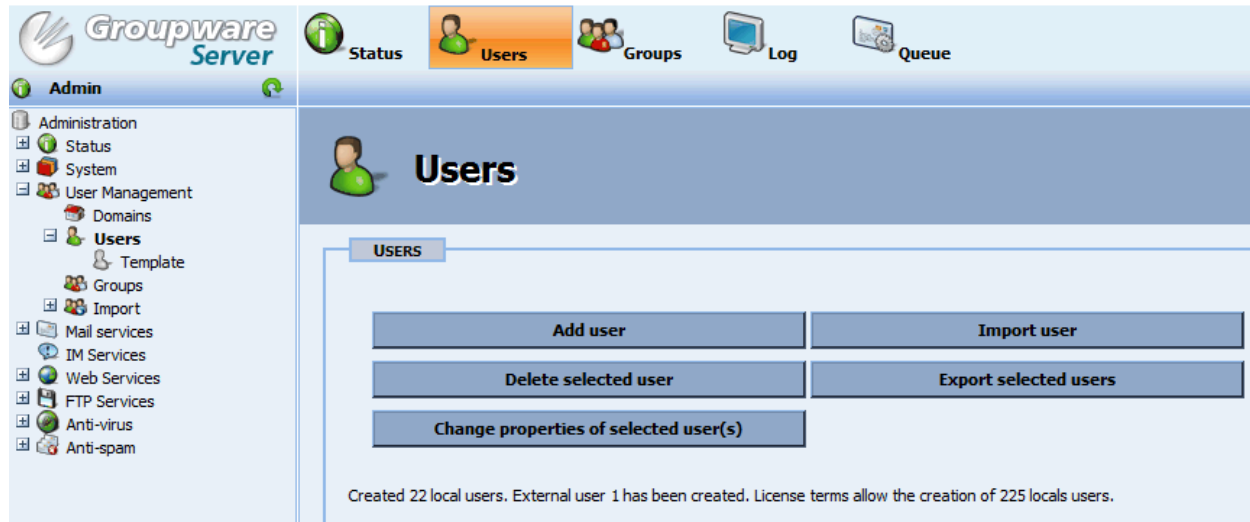 Groupware
Server
Status
Users
Groups
Log
Queue
Admin
Administration
Status
System
User Management
Domains
Users
Template
Groups
Import
Mail services
IM Services
Web Services
FTP Services
Anti-virus
Anti-spam
Users
USERS
Add user
Import user
Delete selected user
Export selected users
Change properties of selected user(s)
Created 22 local users. External user 1 has been created. License terms allow the creation of 225 locals users.